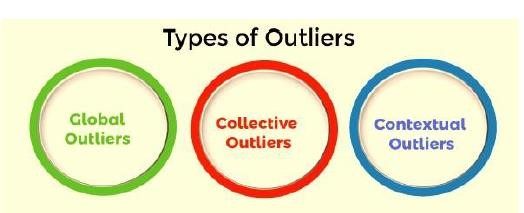 Types of Outliers
Global
Outliers
Collective
Outliers
Contextual
Outliers